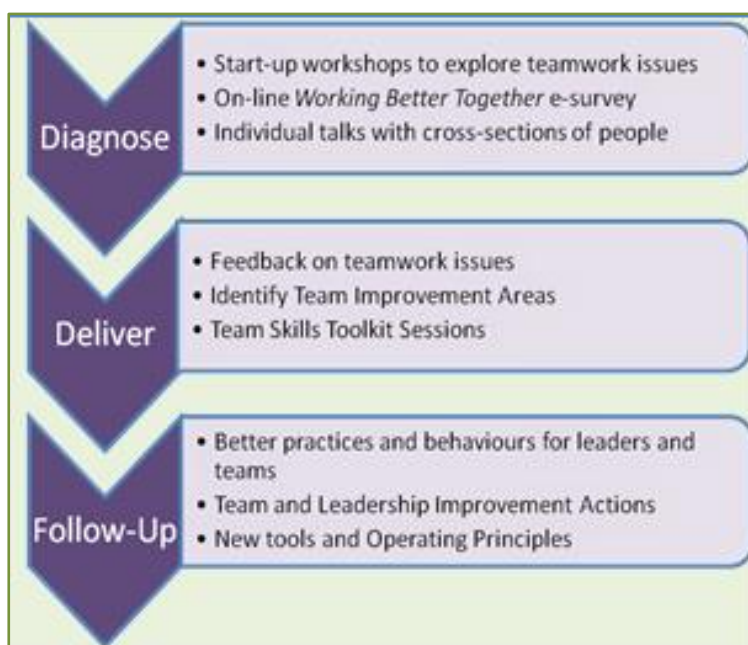 Diagnose
• Start-up workshops to explore teamwork issues
• On-line Working Better Together e-survey
• Individual talks with cross-sections of people
Deliver
• Feedback on teamwork issues
• Identify Team Improvement Areas
• Team Skills Toolkit Sessions
Follow-Up
• Better practices and behaviours for leaders and
teams
• Team and Leadership Improvement Actions
• New tools and Operating Principles